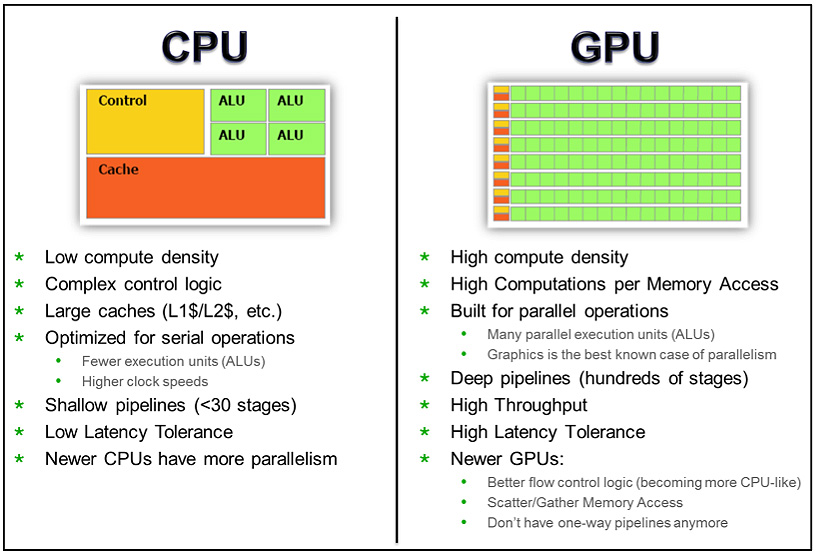 CPU
Control
ALU
ALU
ALU
ALU
Cache
* Low compute density
* Complex control logic
* Large caches (L1$/L2$, etc.)
* Optimized for serial operations
• Fewer execution units (ALUs)
• Higher clock speeds
* Shallow pipelines (<30 stages)
* Low Latency Tolerance
* Newer CPUs have more parallelism
GPU
* High compute density
* High Computations per Memory Access
* Built for parallel operations
• Many parallel execution units (ALUs)
• Graphics is the best known case of parallelism
* Deep pipelines (hundreds of stages)
* High Throughput
* High Latency Tolerance
* Newer GPUs:
• Better flow control logic (becoming more CPU-like)
• Scatter/Gather Memory Access
• Don't have one-way pipelines anymore